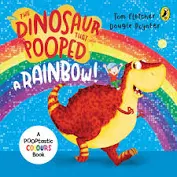 THE
DINOSAUR
THAT
POOPED
A RAINBOW!
Tom Fletcher
Dougie Poynter
A POOPtastic
COLOURS
Book